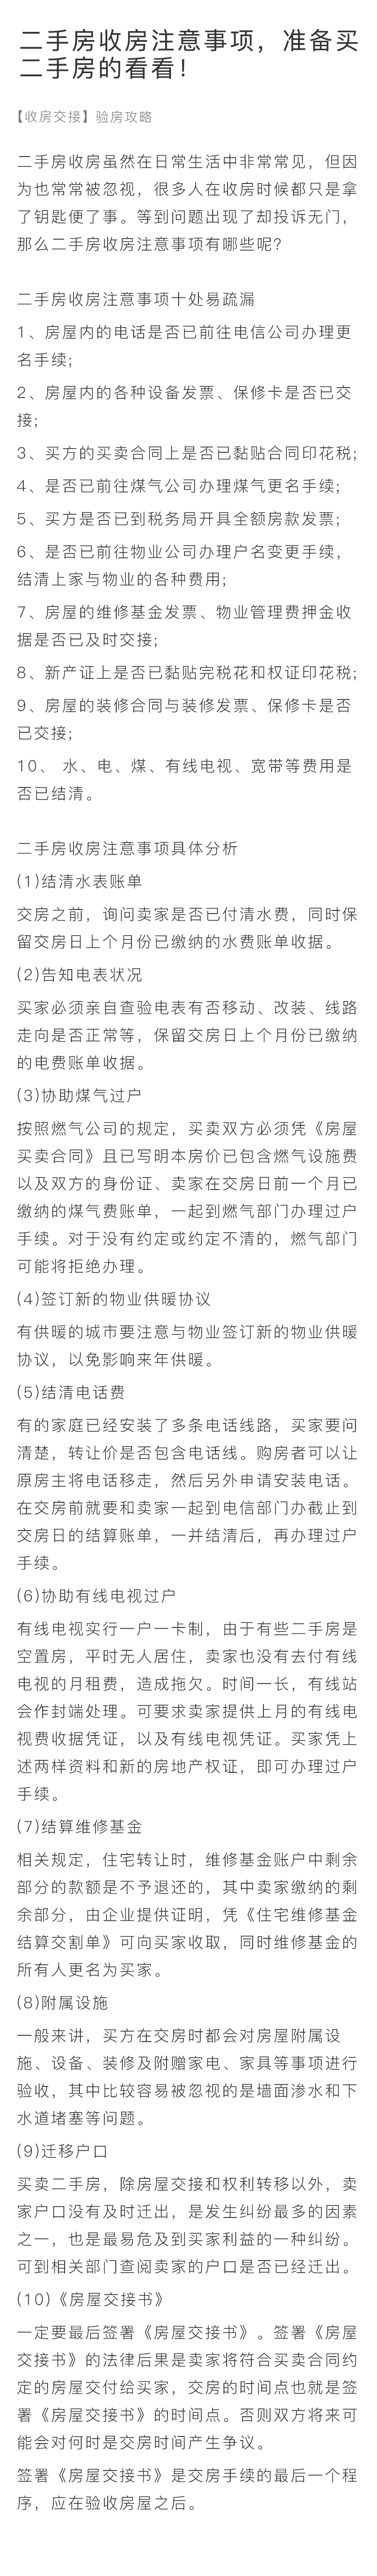 二手房收房注意事项，准备买
二手房的看看！
【收房交接】验房攻略
二手房收房虽然在日常生活中非常常见，但因
为也常常被忽视，很多人在收房时候都只是拿
了钥匙便了事。等到问题出现了却投诉无门，
那么二手房收房注意事项有哪些呢？
二手房收房注意事项十处易疏漏
1、房屋内的电话是否已前往电信公司办理更
名手续；
2、房屋内的各种设备发票、保修卡是否已交
接；
3、买方的买卖合同上是否已黏贴合同印花税；
4、是否已前往煤气公司办理煤气更名手续；
5、买方是否已到税务局开具全额房款发票；
6、是否已前往物业公司办理户名变更手续，
结清上家与物业的各种费用；
7、房屋的维修基金发票、物业管理费押金收
据是否已及时交接；
8、新产证上是否已黏贴完税花和权证印花税；
9、房屋的装修合同与装修发票、保修卡是否
已交接；
10、 水、电、煤、有线电视、宽带等费用是
否已结清。
二手房收房注意事项具体分析
(1)结清水表账单
交房之前，询问卖家是否已付清水费，同时保
留交房日上个月份已缴纳的水费账单收据。
(2)告知电表状况
买家必须亲自查验电表有否移动、改装、线路
走向是否正常等，保留交房日上个月份已缴纳
的电费账单收据。
(3)协助煤气过户
按照燃气公司的规定，买卖双方必须凭《房屋
买卖合同》且已写明本房价已包含燃气设施费
以及双方的身份证、卖家在交房日前一个月已
缴纳的煤气费账单，一起到燃气部门办理过户
手续。对于没有约定或约定不清的，燃气部门
可能将拒绝办理。
(4)签订新的物业供暖协议
有供暖的城市要注意与物业签订新的物业供暖
协议，以免影响来年供暖。
(5)结清电话费
有的家庭已经安装了多条电话线路，买家要问
清楚，转让价是否包含电话线。购房者可以让
原房主将电话移走，然后另外申请安装电话。
在交房前就要和卖家一起到电信部门办截止到
交房日的结算账单，一并结清后，再办理过户
手续。
(6)协助有线电视过户
有线电视实行一户一卡制，由于有些二手房是
空置房，平时无人居住，卖家也没有去付有线
电视的月租费，造成拖欠。时间一长，有线站
会作封端处理。可要求卖家提供上月的有线电
视费收据凭证，以及有线电视凭证。买家凭上
述两样资料和新的房地产权证，即可办理过户
手续。
(7)结算维修基金
相关规定，住宅转让时，维修基金账户中剩余
部分的款额是不予退还的，其中卖家缴纳的剩
余部分，由企业提供证明，凭《住宅维修基金
结算交割单》可向买家收取，同时维修基金的
所有人更名为买家。
(8)附属设施
一般来讲，买方在交房时都会对房屋附属设
施、设备、装修及附赠家电、家具等事项进行
验收，其中比较容易被忽视的是墙面渗水和下
水道堵塞等问题。
(9)迁移户口
买卖二手房，除房屋交接和权利转移以外，卖
家户口没有及时迁出，是发生纠纷最多的因素
之一，也是最易危及到买家利益的一种纠纷。
可到相关部门查阅卖家的户口是否已经迁出。
(10)《房屋交接书》
一定要最后签署《房屋交接书》。签署《房屋
交接书》的法律后果是卖家将符合买卖合同约
定的房屋交付给买家，交房的时间点也就是签
署《房屋交接书》的时间点。否则双方将来可
能会对何时是交房时间产生争议。
签署《房屋交接书》是交房手续的最后一个程
序，应在验收房屋之后。